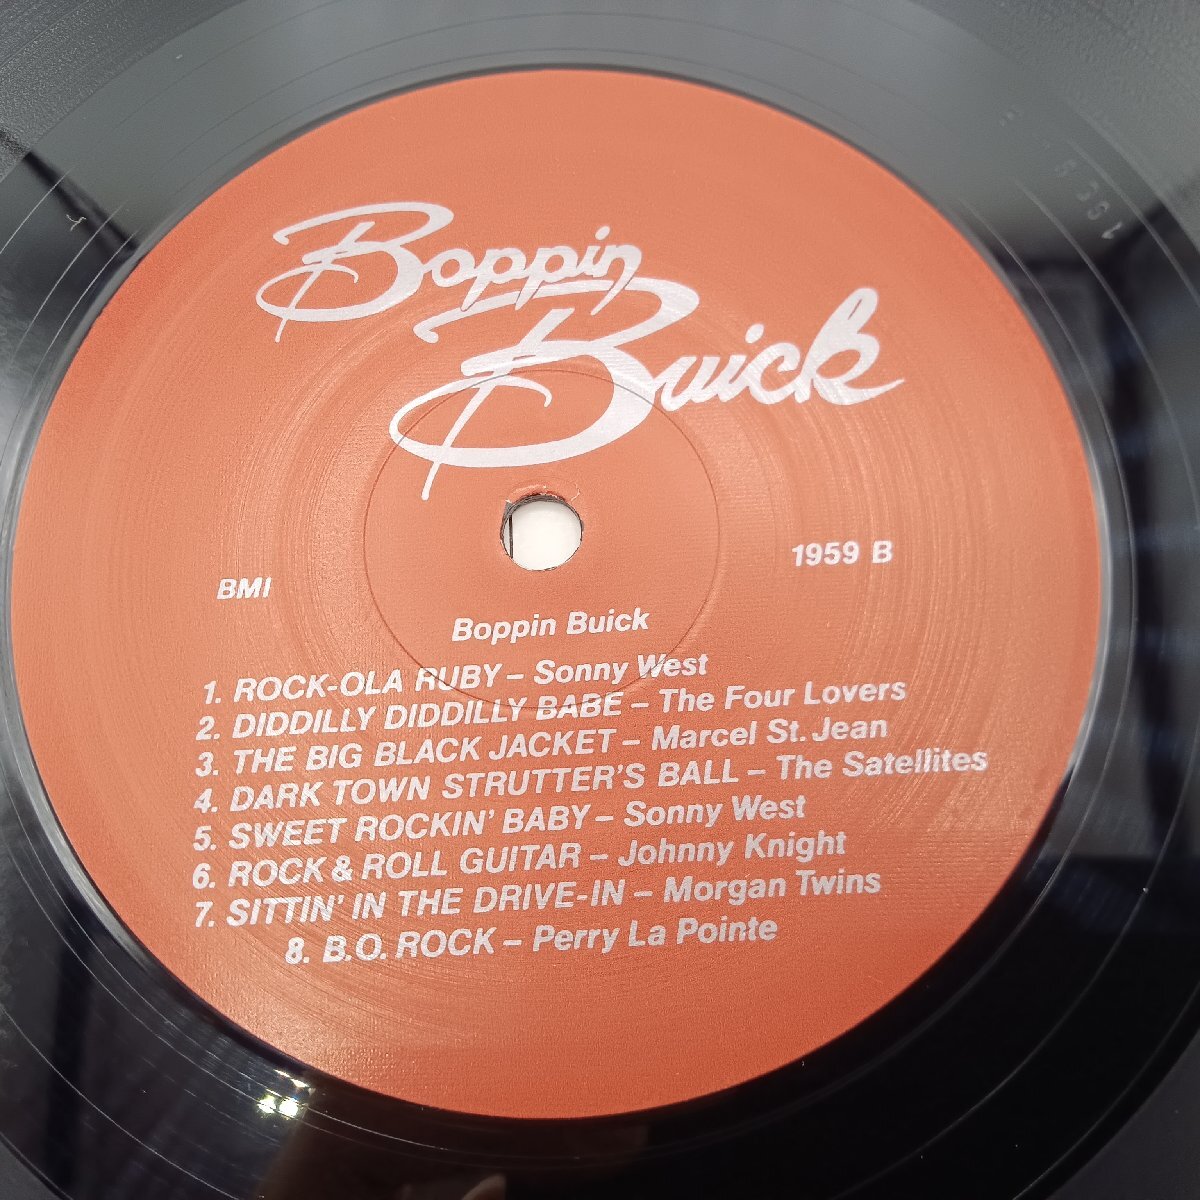 Boppin
Buick
BMI
1959 B
Boppin Buick
1. ROCK-OLA RUBY – Sonny West
2. DIDDILLY DIDDILLY BABE – The Four Lovers
3. THE BIG BLACK JACKET – Marcel St. Jean
4. DARK TOWN STRUTTER'S BALL – The Satellites
5. SWEET ROCKIN' BABY – Sonny West
6. ROCK & ROLL GUITAR – Johnny Knight
7. SITTIN' IN THE DRIVE-IN – Morgan Twins
8. B.O. ROCK – Perry La Pointe